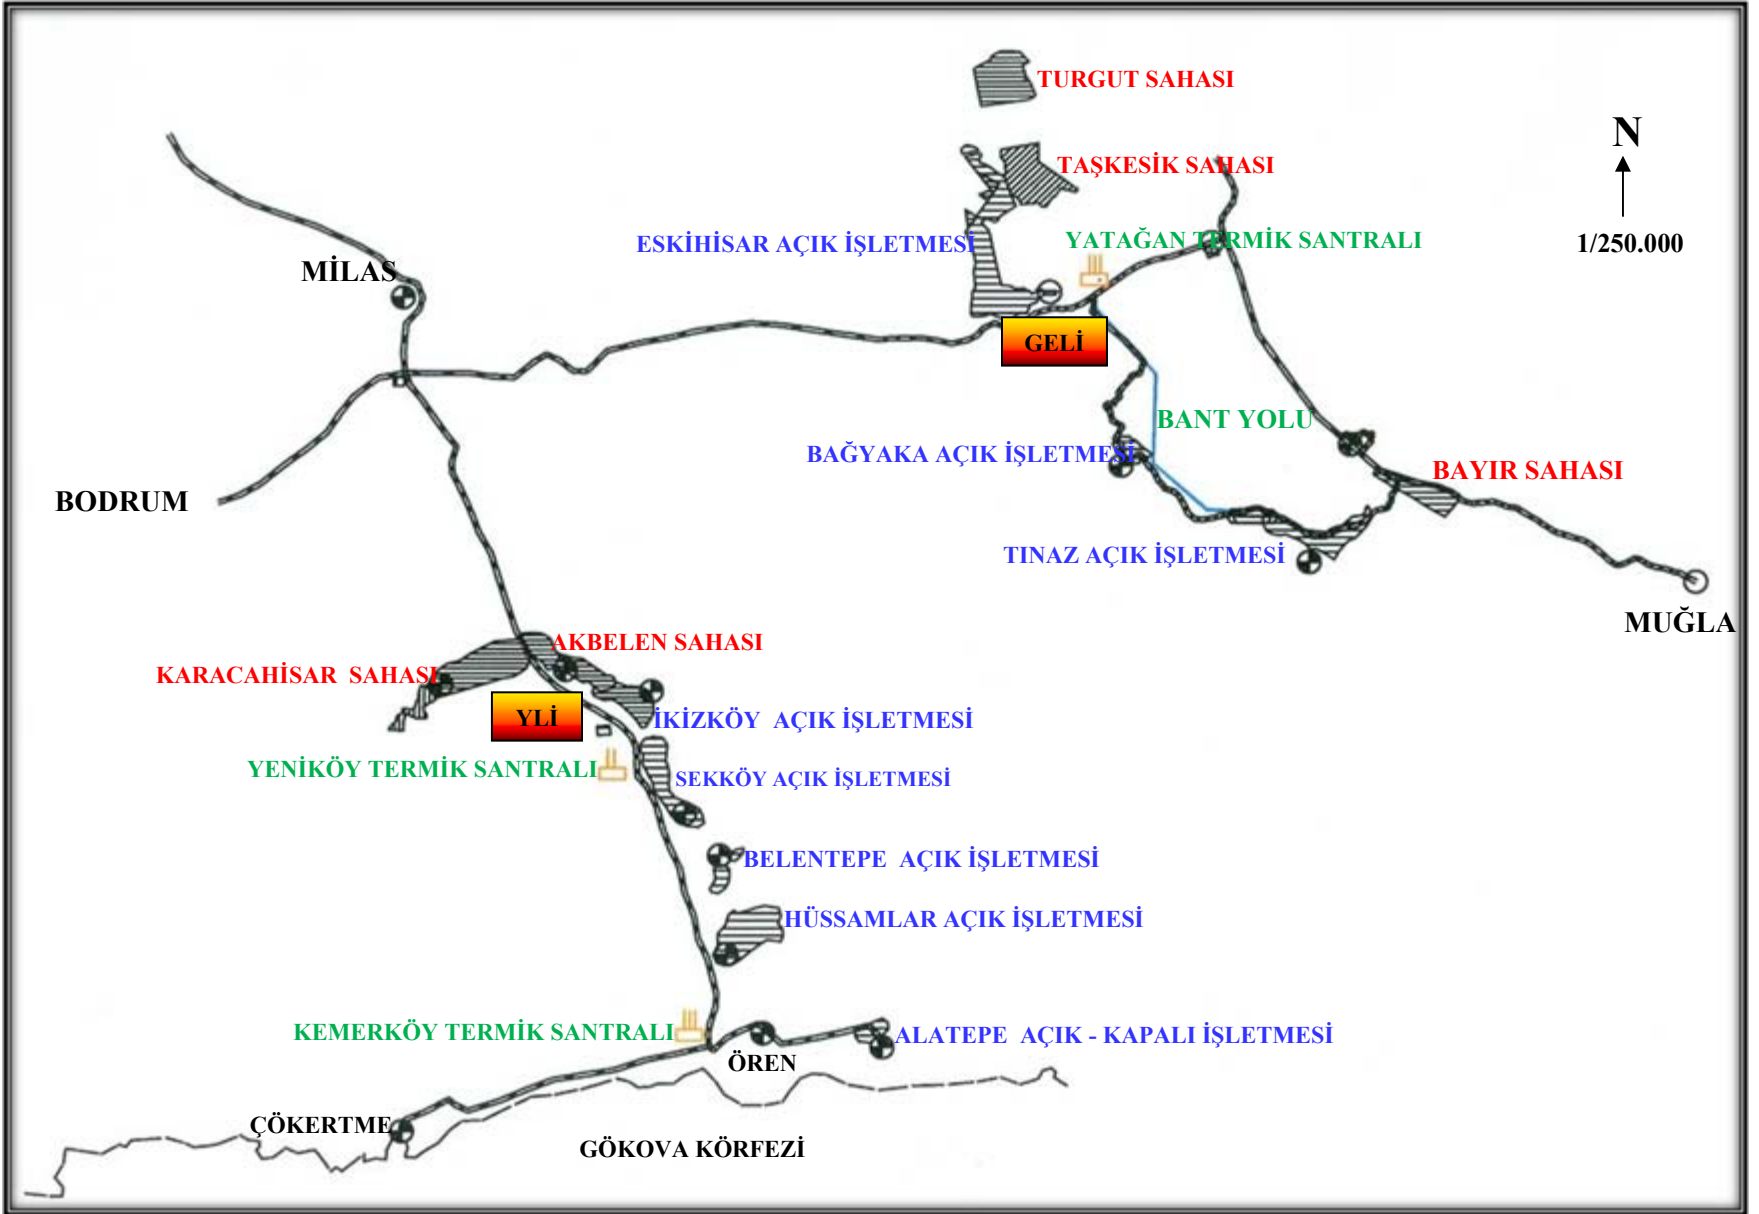 TURGUT SAHASI
N
TAŞKESİK SAHASI
ESKİHİSAR AÇIK İŞLETMESİ
YATAĞAN TERMİK SANTRALI
1/250.000
MİLAS
GELİ
BANT YOLU
BAĞYAKA AÇIK İŞLETMESİ
BAYIR SAHASI
BODRUM
TINAZ AÇIK İŞLETMESİ
MUĞLA
AKBELEN SAHASI
KARACAHİSAR SAHASI
YLİ
İKİZKÖY AÇIK İŞLETMESİ
YENİKÖY TERMİK SANTRALI
SEKKÖY AÇIK İŞLETMESİ
BELENTEPE AÇIK İŞLETMESİ
HÜSSAMLAR AÇIK İŞLETMESİ
KEMERKÖY TERMİK SANTRALI
ALATEPE AÇIK - KAPALI İŞLETMESİ
ÖREN
ÇÖKERTME
GÖKOVA KÖRFEZİ